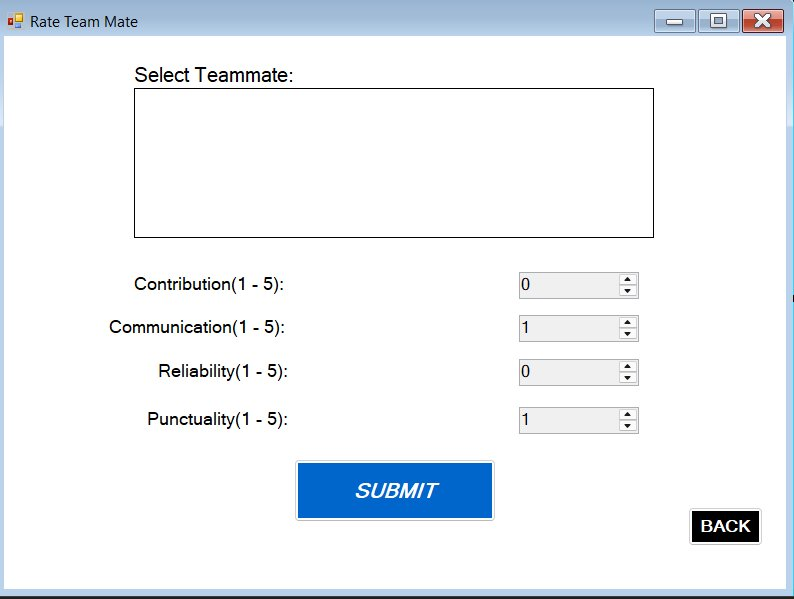 Rate Team Mate
Select Teammate:
Contribution(1 - 5): 0
Communication(1 - 5): 1
Reliability(1 - 5): 0
Punctuality(1 - 5): 1
SUBMIT
BACK